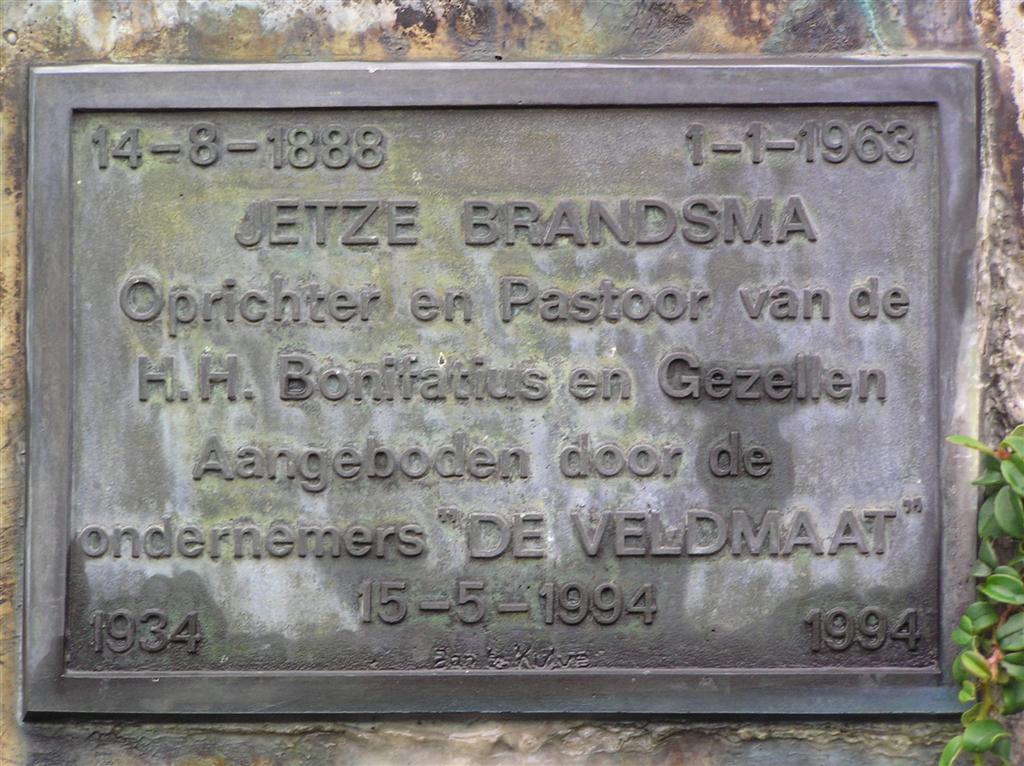 14-8-1888 1-1-1963
JETZE BRANDSMA
Oprichter en Pastoor van de
H.H. Bonifatius en Gezellen
Aangeboden door de
ondernemers "DE VELDMAAT"
15-5-1994
1934 1994